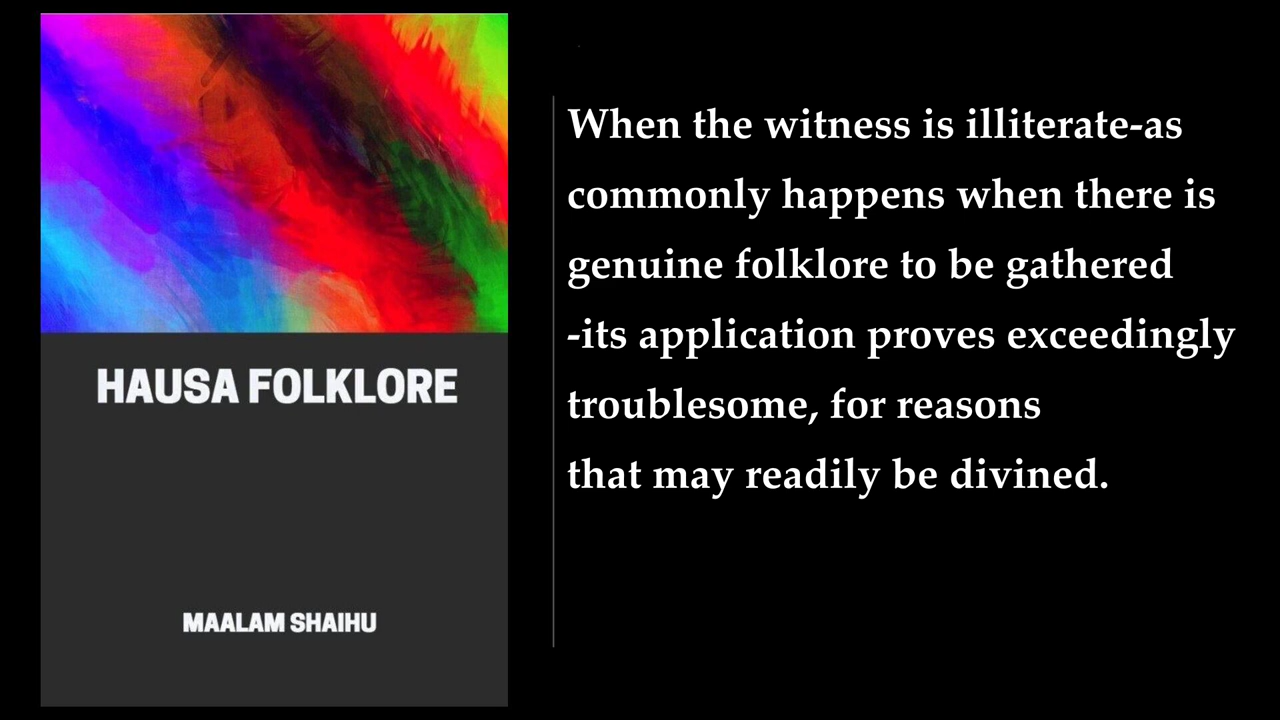 HAUSA FOLKLORE
MAALAM SHAIHU
When the witness is illiterate-as
commonly happens when there is
genuine folklore to be gathered
-its application proves exceedingly
troublesome, for reasons
that may readily be divined.